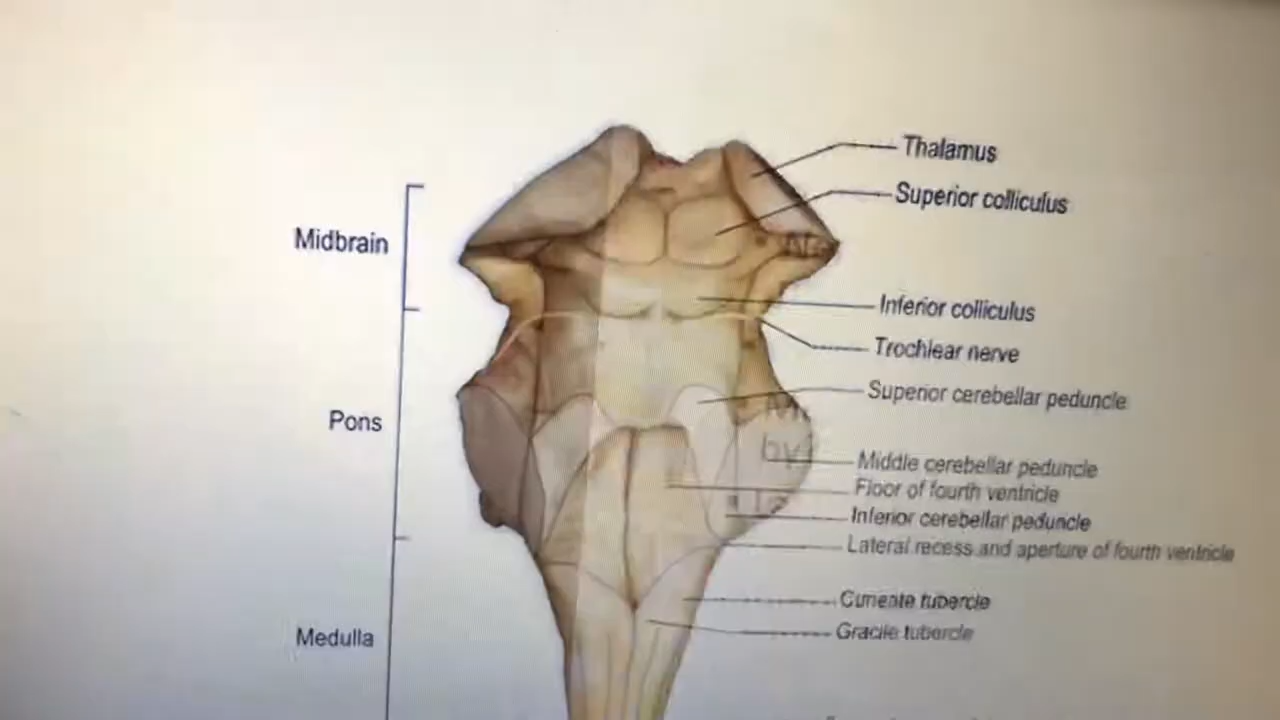 Thalamus
Superior colliculus
Midbrain
Inferior colliculus
Trochlear nerve
Superior cerebellar peduncle
Pons
Middle cerebellar peduncle
Floor of fourth ventricle
Inferior cerebellar peduncle
Lateral recess and aperture of fourth ventricle
Cuneate tubercle
Gracile tubercle
Medulla